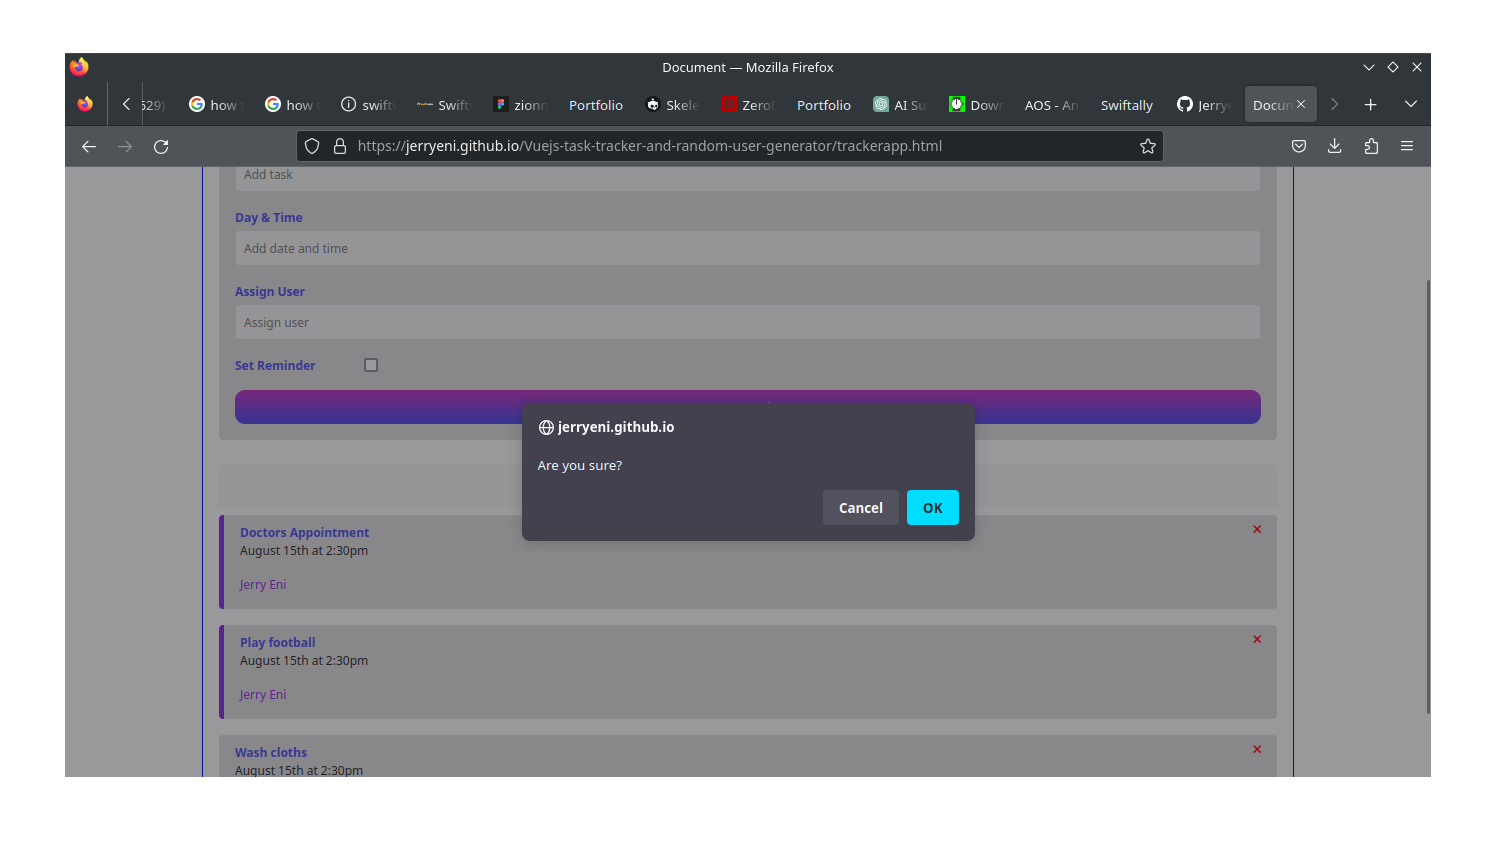 Document — Mozilla Firefox
529) how how swift Swift zionn Portfolio Skele Zero Portfolio AI Su Down AOS - An Swiftally Jerrye Docum
https://jerryeni.github.io/Vuejs-task-tracker-and-random-user-generator/trackerapp.html
Add task
Day & Time
Add date and time
Assign User
Assign user
Set Reminder
jerryeni.github.io
Are you sure?
Cancel OK
Doctors Appointment
August 15th at 2:30pm
Jerry Eni
Play football
August 15th at 2:30pm
Jerry Eni
Wash cloths
August 15th at 2:30pm